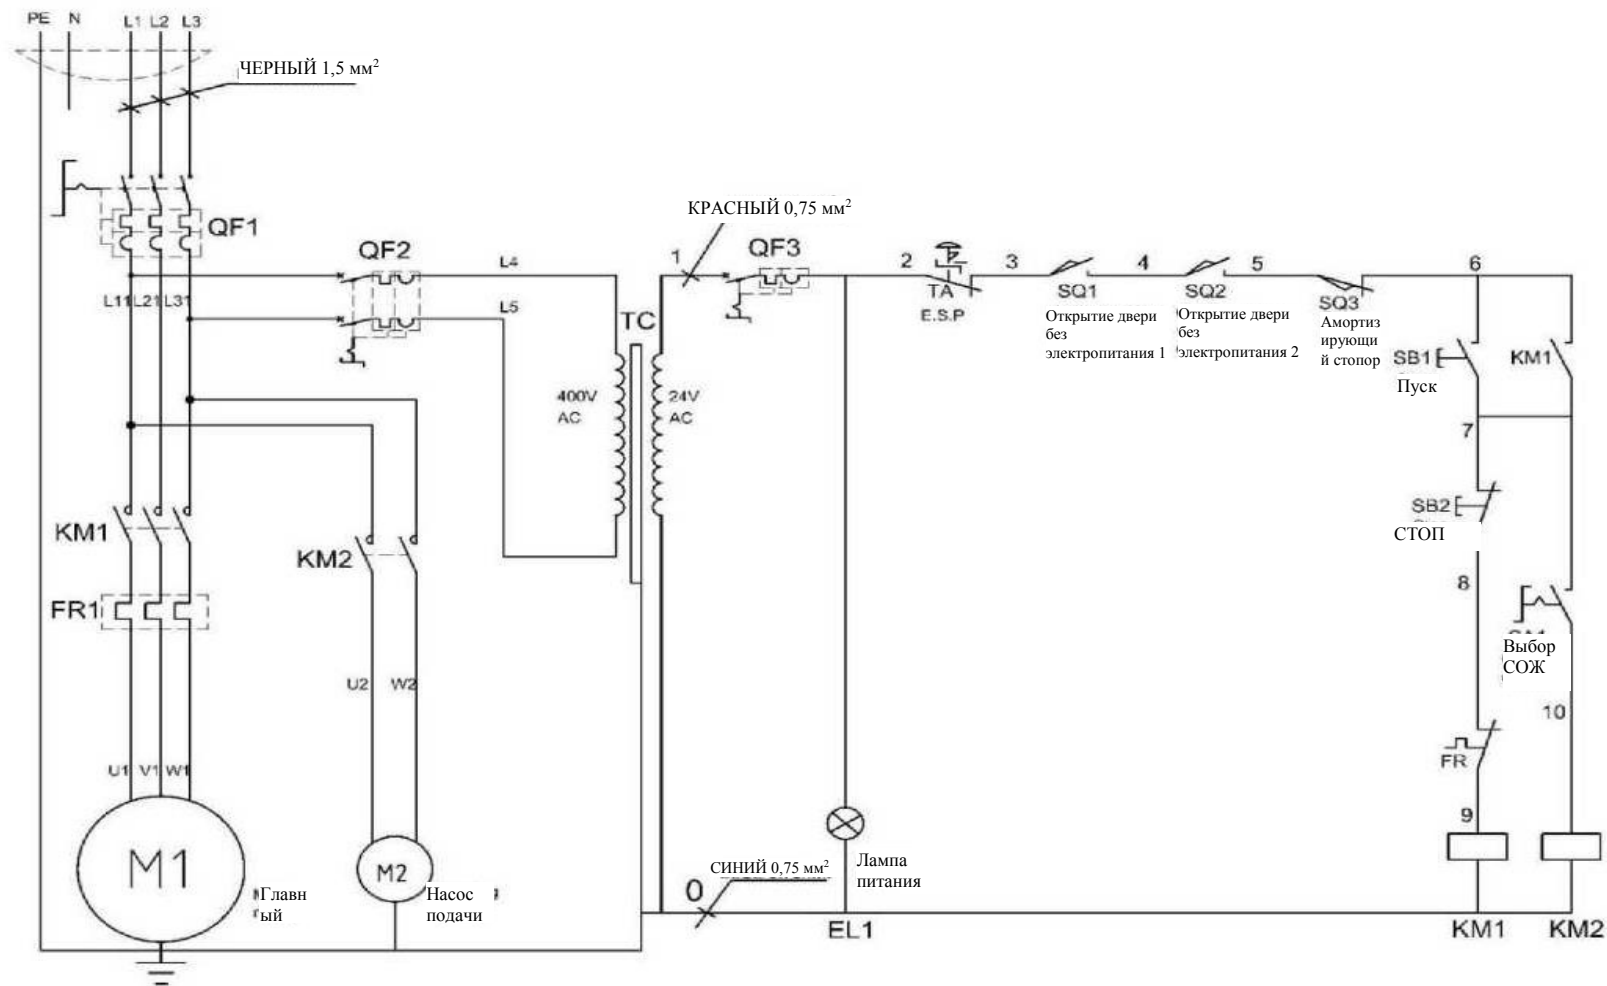 PE N L1 L2 L3
ЧЕРНЫЙ 1,5 мм²
QF1
L11 L21 L31
QF2
L4
L5
TC
400V
AC
24V
AC
КРАСНЫЙ 0,75 мм²
1
QF3
2
TA
E.S.P
3
SQ1
Открытие двери
без
электропитания 1
4
SQ2
Открытие двери
без
электропитания 2
5
SQ3
Амортиз
ирующи
й стопор
6
SB1
Пуск
KM1
7
SB2
СТОП
8
Выбор
СОЖ
10
FR
9
KM1
FR1
KM2
U2 W2
U1 V1 W1
M1
Главн
ый
M2
Насос
подачи
СИНИЙ 0,75 мм²
0
Лампа
питания
EL1
KM1
KM2